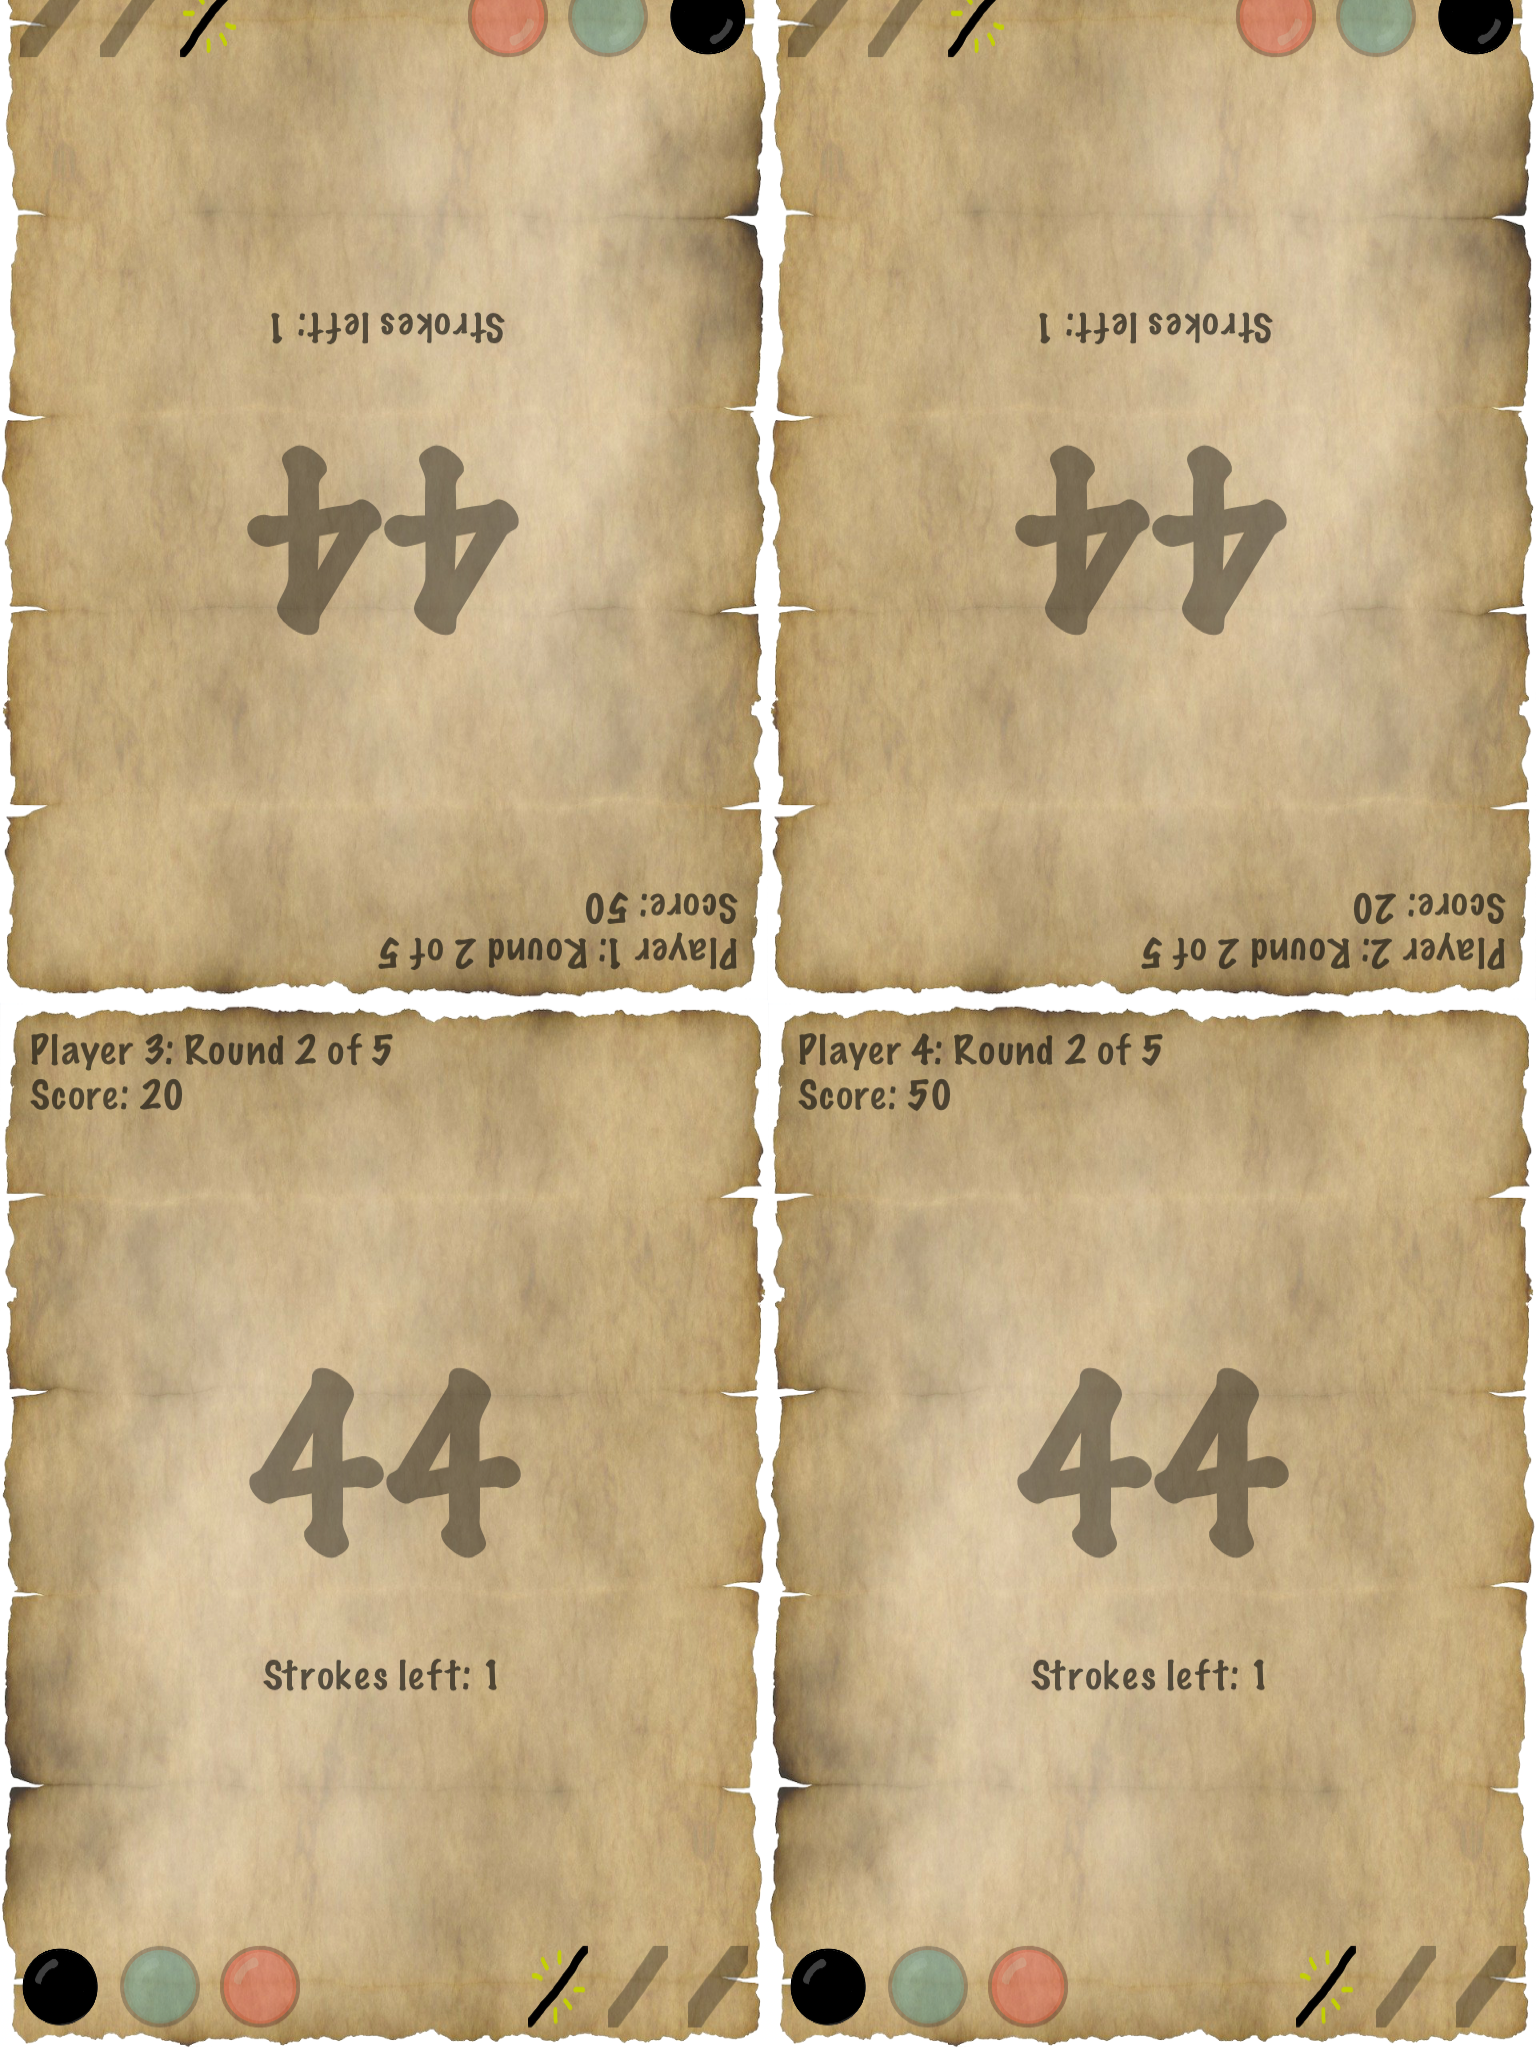 Player 1: Round 2 of 5
Score: 50
44
Strokes left: 1
Player 2: Round 2 of 5
Score: 20
44
Strokes left: 1
Player 3: Round 2 of 5
Score: 20
44
Strokes left: 1
Player 4: Round 2 of 5
Score: 50
44
Strokes left: 1